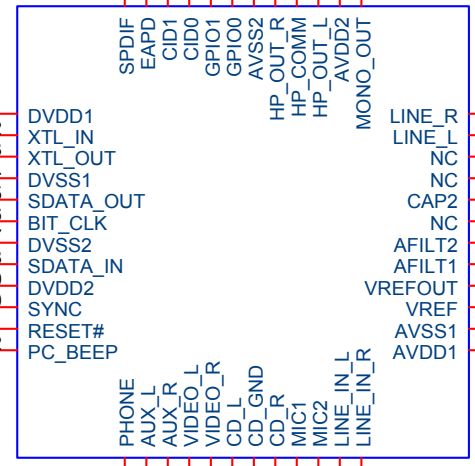 SPDIF
EAPD
CID1
CID0
GPIO1
GPIO0
AVSS2
HP_OUT_R
HP_COMM
HP_OUT_L
AVDD2
MONO_OUT
DVDD1
XTL_IN
XTL_OUT
DVSS1
SDATA_OUT
BIT_CLK
DVSS2
SDATA_IN
DVDD2
SYNC
RESET#
PC_BEEP
LINE_R
LINE_L
NC
NC
CAP2
NC
AFILT2
AFILT1
VREFOUT
VREF
AVSS1
AVDD1
PHONE
AUX_L
AUX_R
VIDEO_L
VIDEO_R
CD_L
CD_GND
CD_R
MIC1
MIC2
LINE_IN_L
LINE_IN_R